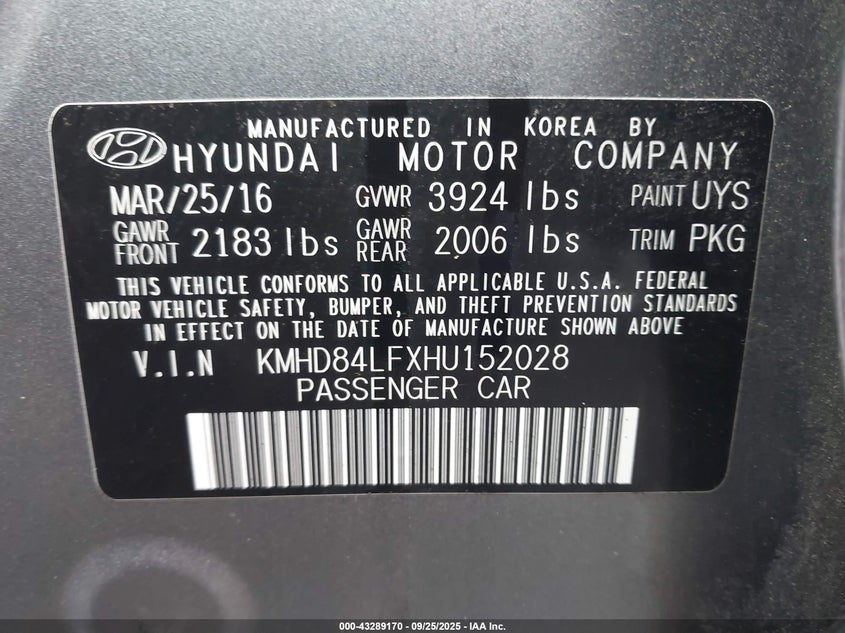 MANUFACTURED IN KOREA BY
HYUNDAI MOTOR COMPANY
MAR/25/16 GVWR 3924 lbs PAINT UYS
GAWR FRONT 2183 lbs GAWR REAR 2006 lbs TRIM PKG
THIS VEHICLE CONFORMS TO ALL APPLICABLE U.S.A. FEDERAL
MOTOR VEHICLE SAFETY, BUMPER, AND THEFT PREVENTION STANDARDS
IN EFFECT ON THE DATE OF MANUFACTURE SHOWN ABOVE
V.I.N KMHD84LFXHU152028
PASSENGER CAR
000-43289170 - 09/25/2025 - IAA Inc.